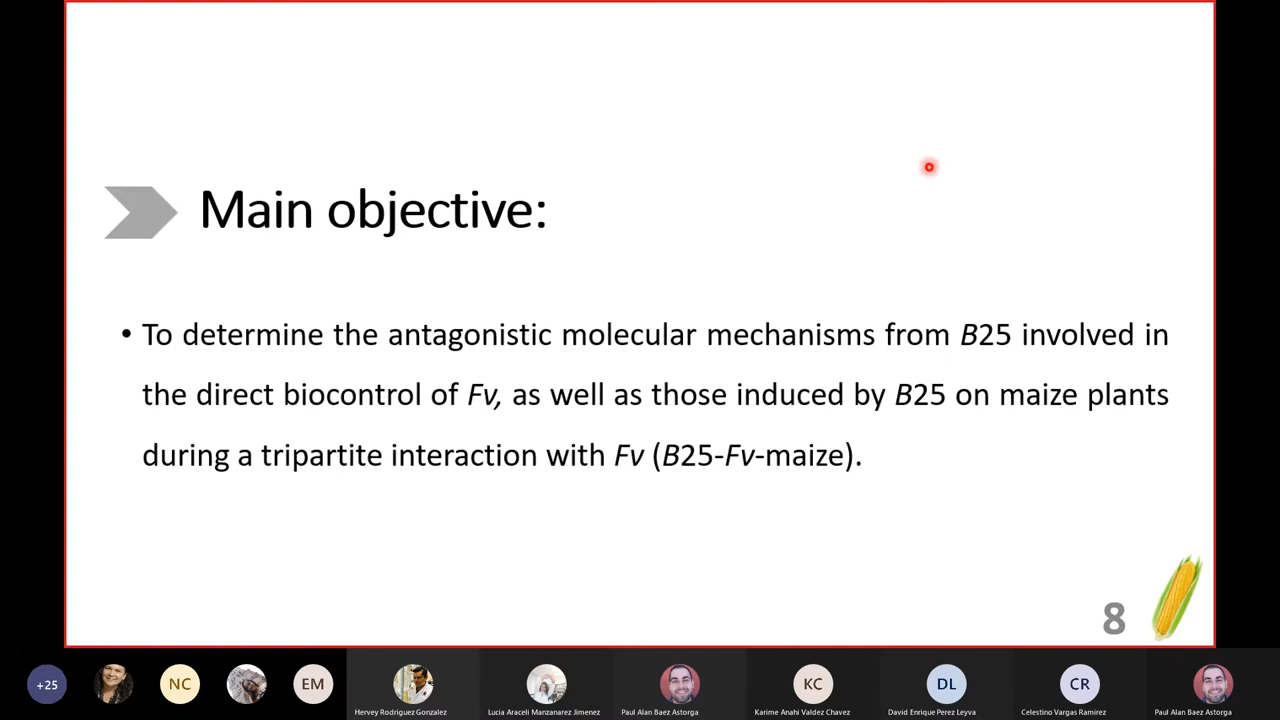 Main objective:
• To determine the antagonistic molecular mechanisms from B25 involved in
the direct biocontrol of Fv, as well as those induced by B25 on maize plants
during a tripartite interaction with Fv (B25-Fv-maize).
8
+25
NC
EM
KC
DL
CR
Hervey Rodriguez Gonzalez
Lucia Araceli Manzanarez Jimenez
Paul Alan Baez Astorga
Karime Anahi Valdez Chavez
David Enrique Perez Leyva
Celestino Vargas Ramirez
Paul Alan Baez Astorga